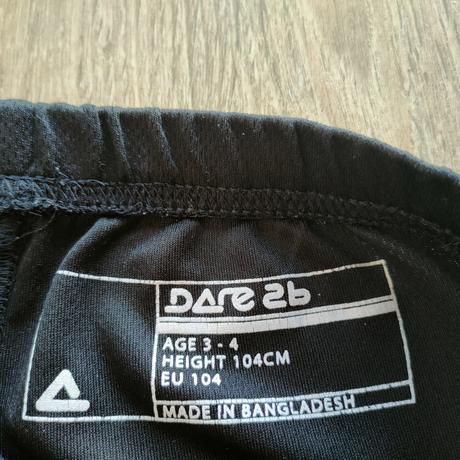 DAre 2b
AGE 3 - 4
HEIGHT 104CM
EU 104
MADE IN BANGLADESH